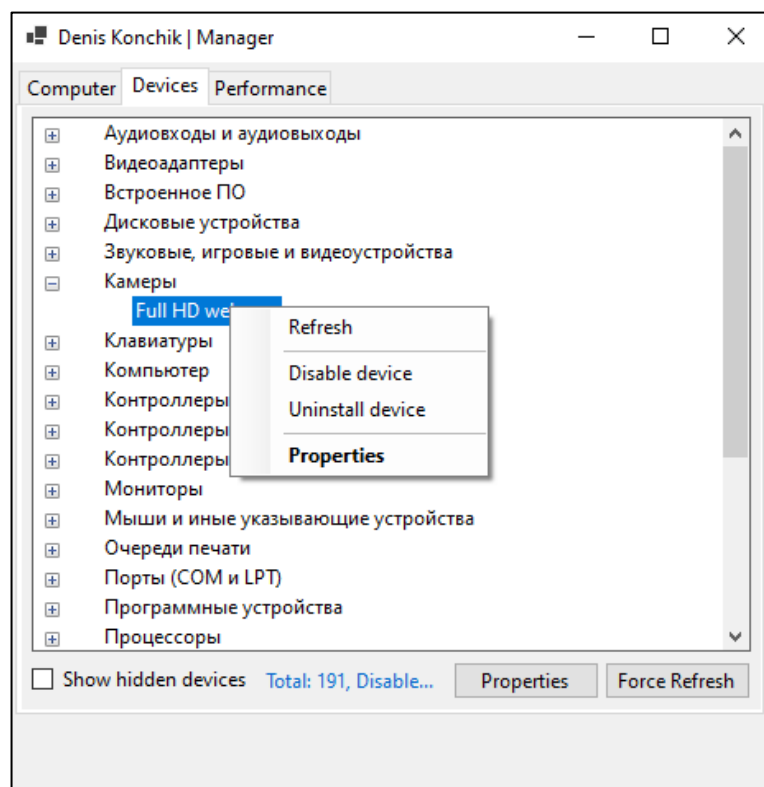 Denis Konchik | Manager
Computer Devices Performance
Аудиовходы и аудиовыходы
Видеоадаптеры
Встроенное ПО
Дисковые устройства
Звуковые, игровые и видеоустройства
Камеры
Full HD
Refresh
Клавиатуры
Компьютер
Disable device
Контроллеры
Uninstall device
Контроллеры
Контроллеры
Properties
Мониторы
Мыши и иные указывающие устройства
Очереди печати
Порты (COM и LPT)
Программные устройства
Процессоры
Show hidden devices Total: 191, Disable... Properties Force Refresh